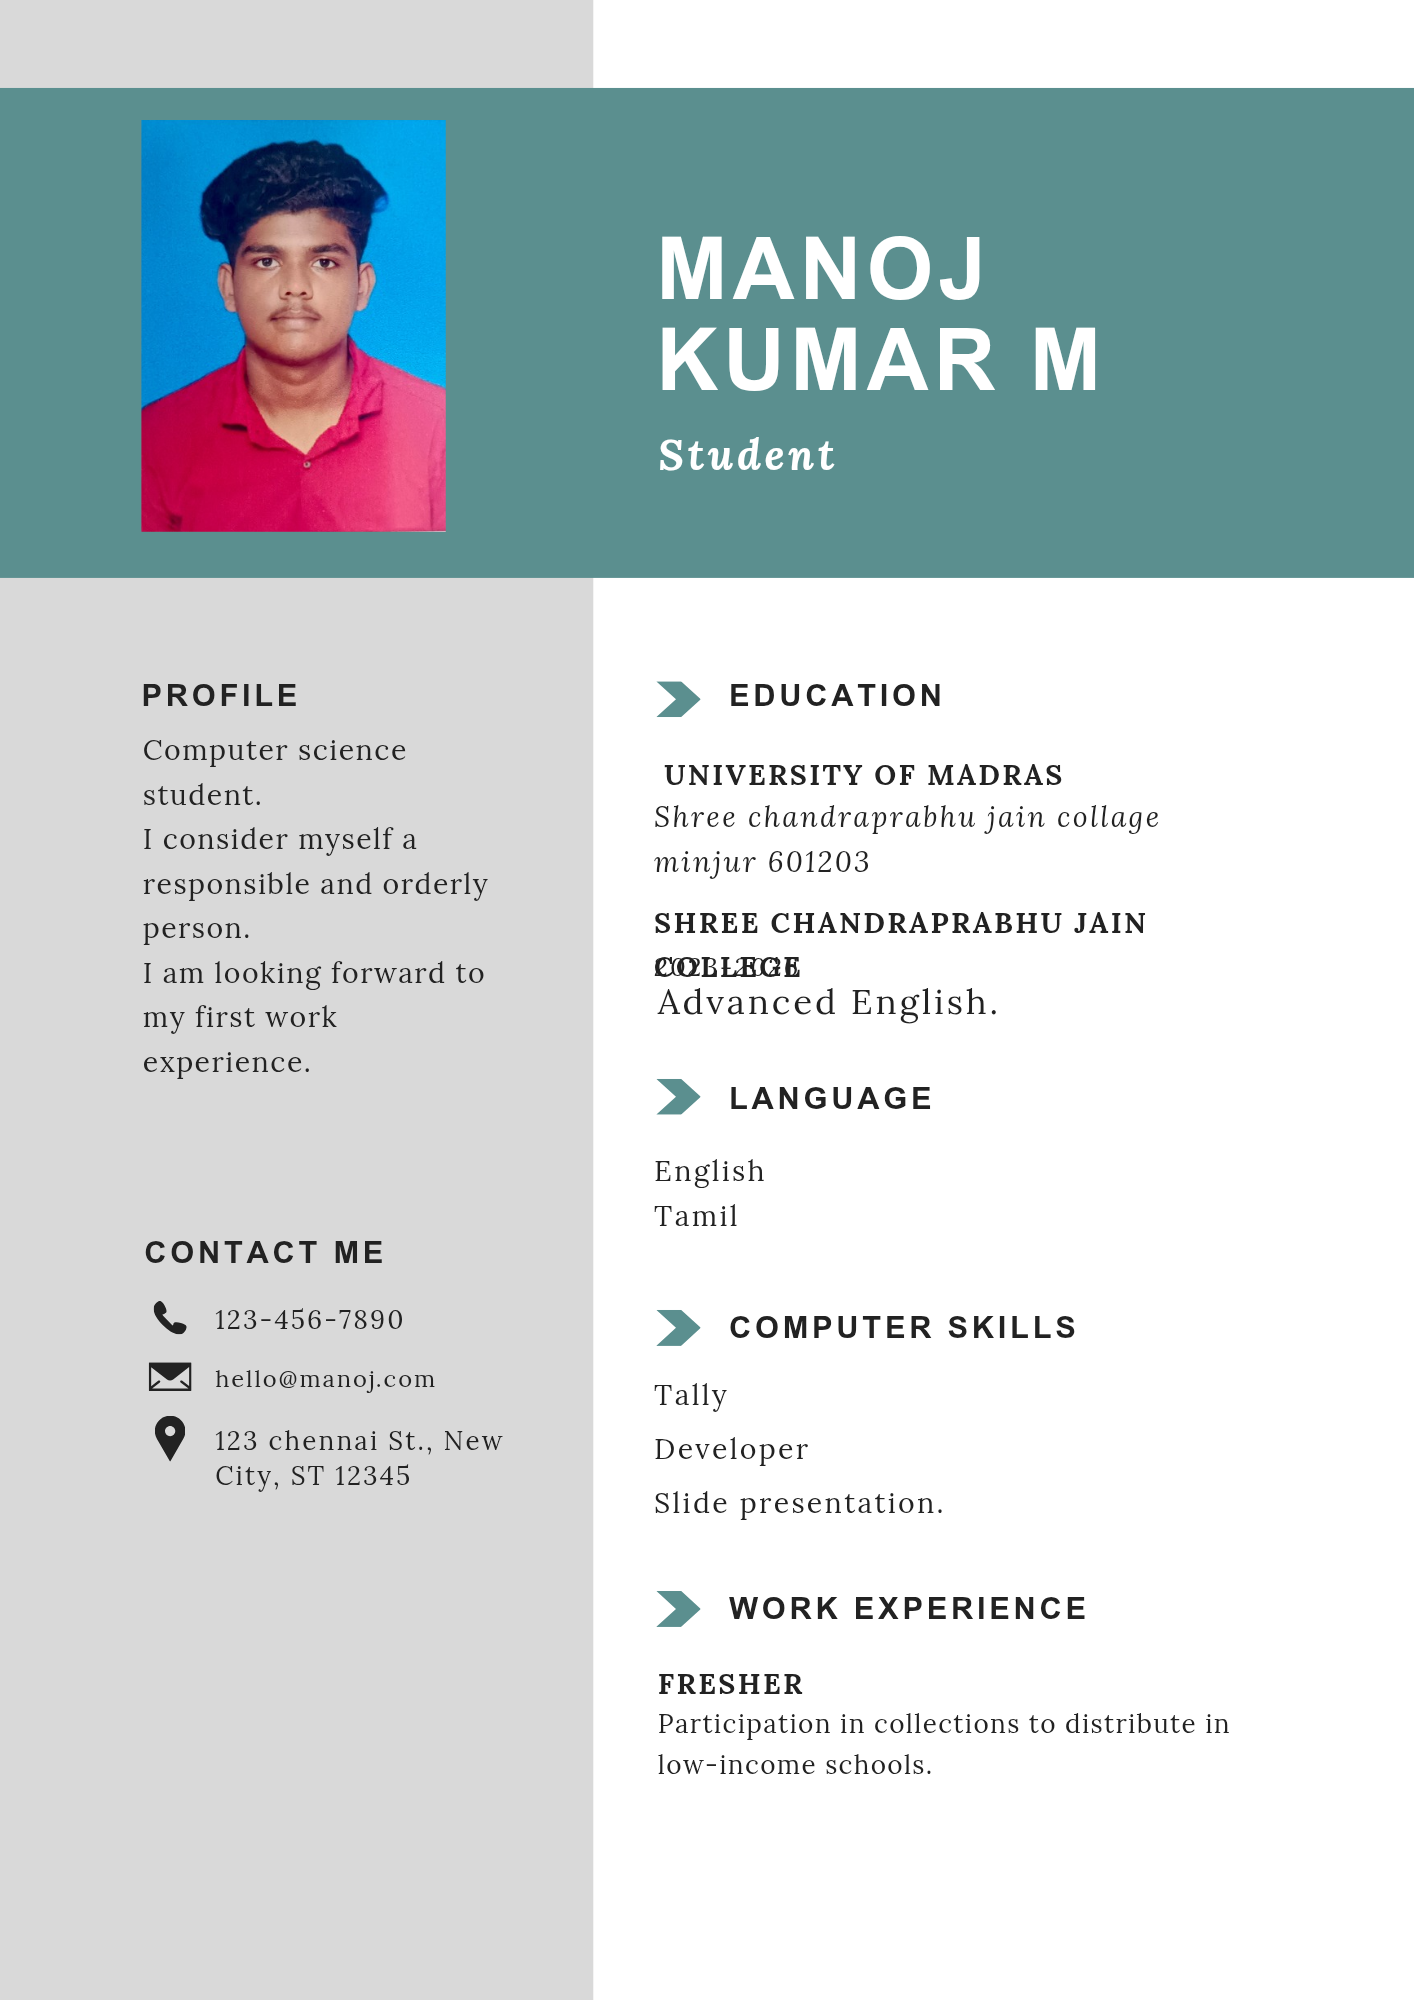 MANOJ
KUMAR M
Student
PROFILE
Computer science
student.
I consider myself a
responsible and orderly
person.
I am looking forward to
my first work
experience.
CONTACT ME
123-456-7890
hello@manoj.com
123 chennai St., New
City, ST 12345
EDUCATION
UNIVERSITY OF MADRAS
Shree chandraprabhu jain collage
minjur 601203
SHREE CHANDRAPRABHU JAIN
COLLEGE
Advanced English.
LANGUAGE
English
Tamil
COMPUTER SKILLS
Tally
Developer
Slide presentation.
WORK EXPERIENCE
FRESHER
Participation in collections to distribute in
low-income schools.